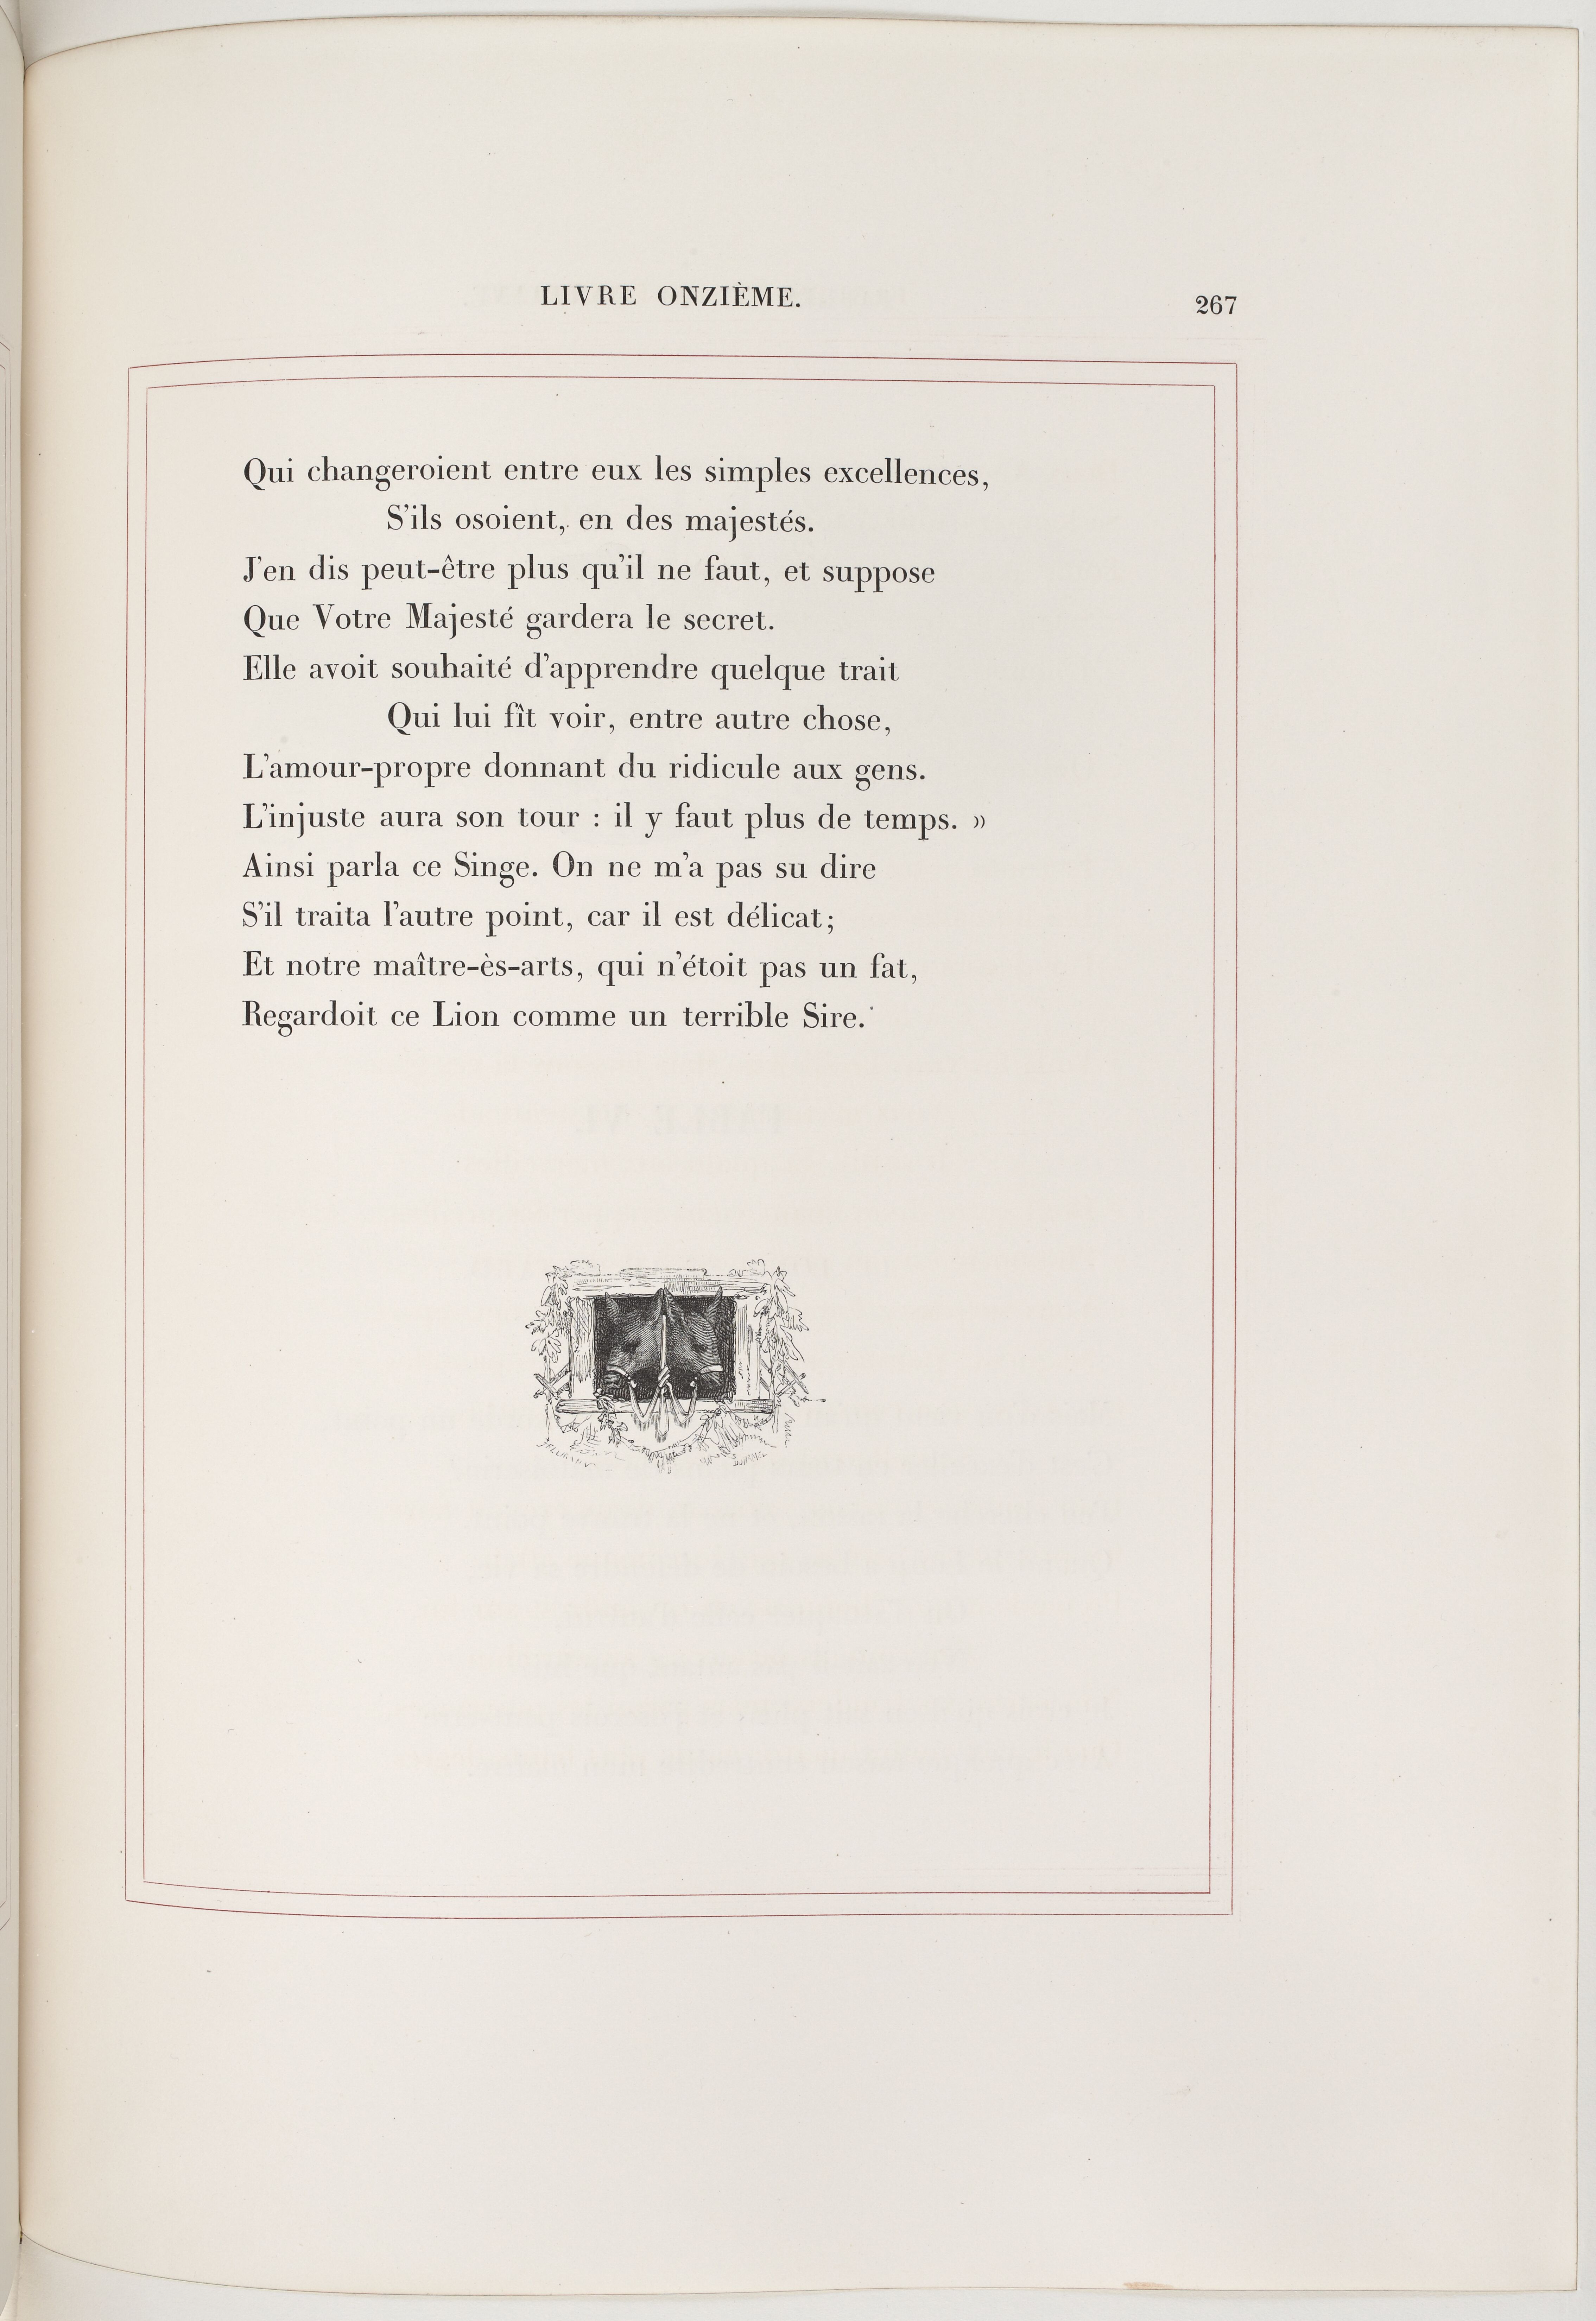 LIVRE ONZIÈME.
267
Qui changeroient entre eux les simples excellences,
S'ils osoient, en des majestés.
J'en dis peut-être plus qu'il ne faut, et suppose
Que Votre Majesté gardera le secret.
Elle avoit souhaité d'apprendre quelque trait
Qui lui fît voir, entre autre chose,
L'amour-propre donnant du ridicule aux gens.
L'injuste aura son tour : il y faut plus de temps. »
Ainsi parla ce Singe. On ne m'a pas su dire
S'il traita l'autre point, car il est délicat;
Et notre maître-ès-arts, qui n'étoit pas un fat,
Regardoit ce Lion comme un terrible Sire.